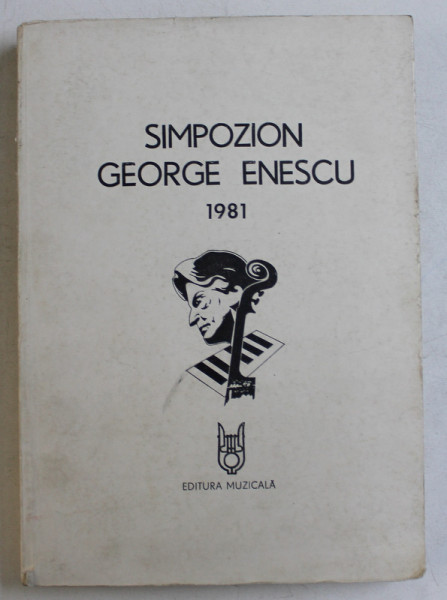 SIMPOZION
GEORGE ENESCU
1981
EDITURA MUZICALĂ